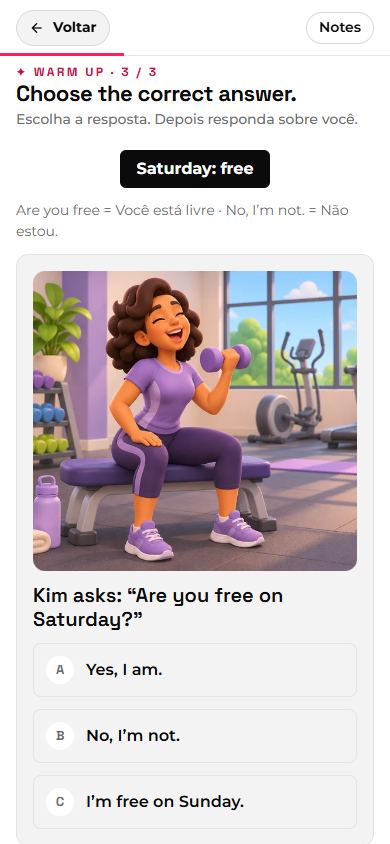 ← Voltar
Notes
✦ WARM UP · 3 / 3
Choose the correct answer.
Escolha a resposta. Depois responda sobre você.
Saturday: free
Are you free = Você está livre · No, I’m not. = Não
estou.
Kim asks: “Are you free on
Saturday?”
A Yes, I am.
B No, I’m not.
C I’m free on Sunday.